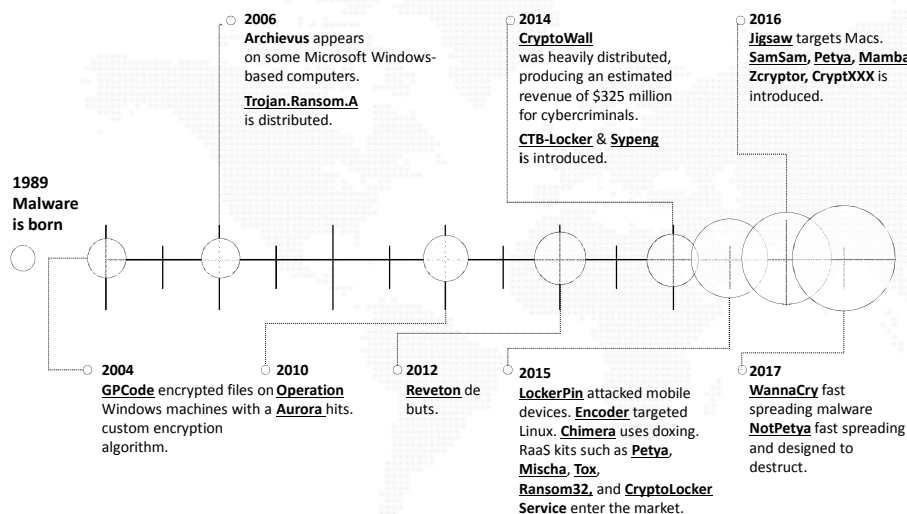 2006
Archievus appears
on some Microsoft Windows-
based computers.
Trojan.Ransom.A
is distributed.
2014
CryptoWall
was heavily distributed,
producing an estimated
revenue of $325 million
for cybercriminals.
CTB-Locker & Sypeng
is introduced.
2016
Jigsaw targets Macs.
SamSam, Petya, Mamba
Zcryptor, CryptXXX is
introduced.
1989
Malware
is born
2004
GPCode encrypted files on
Windows machines with a
custom encryption
algorithm.
2010
Operation
Aurora hits.
2012
Reveton de
buts.
2015
LockerPin attacked mobile
devices. Encoder targeted
Linux. Chimera uses doxing.
RaaS kits such as Petya,
Mischa, Tox,
Ransom32, and CryptoLocker
Service enter the market.
2017
WannaCry fast
spreading malware
NotPetya fast spreading
and designed to
destruct.